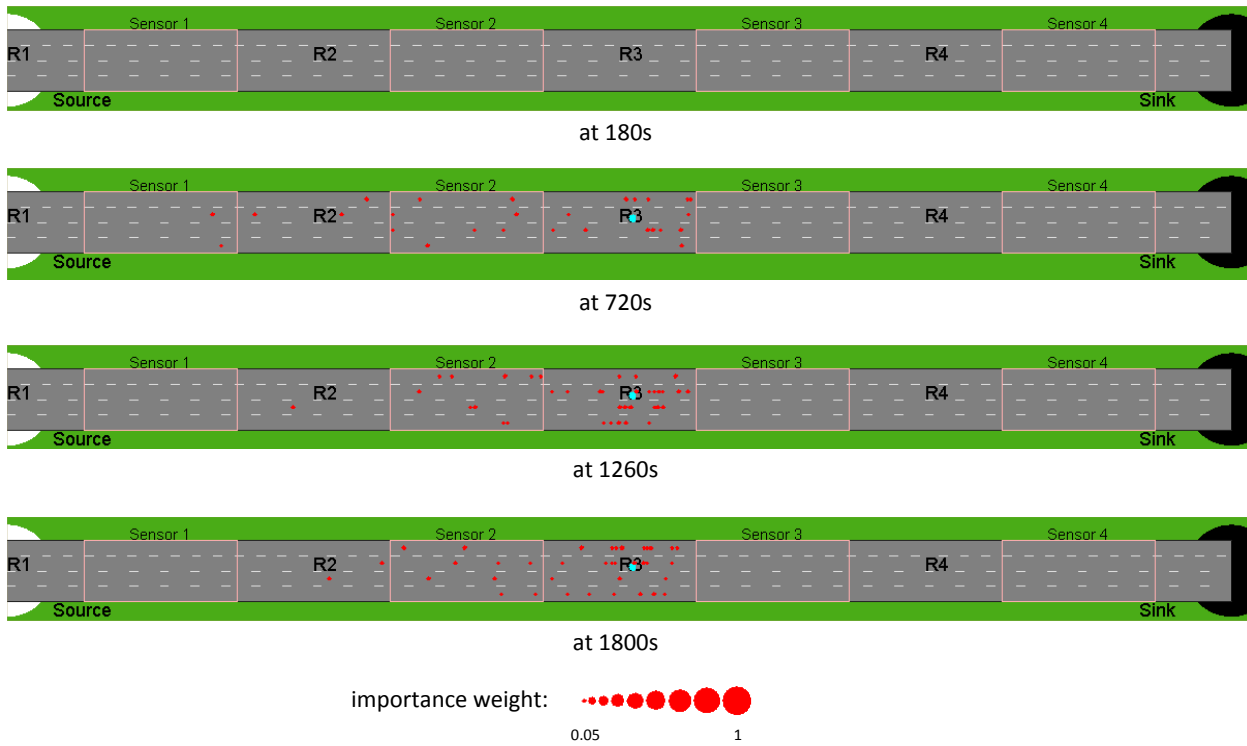 Sensor 1 Sensor 2 Sensor 3 Sensor 4
R1 R2 R3 R4
Source Sink
at 180s
Sensor 1 Sensor 2 Sensor 3 Sensor 4
R1 R2 R3 R4
Source Sink
at 720s
Sensor 1 Sensor 2 Sensor 3 Sensor 4
R1 R2 R3 R4
Source Sink
at 1260s
Sensor 1 Sensor 2 Sensor 3 Sensor 4
R1 R2 R3 R4
Source Sink
at 1800s
importance weight:
0.05 1